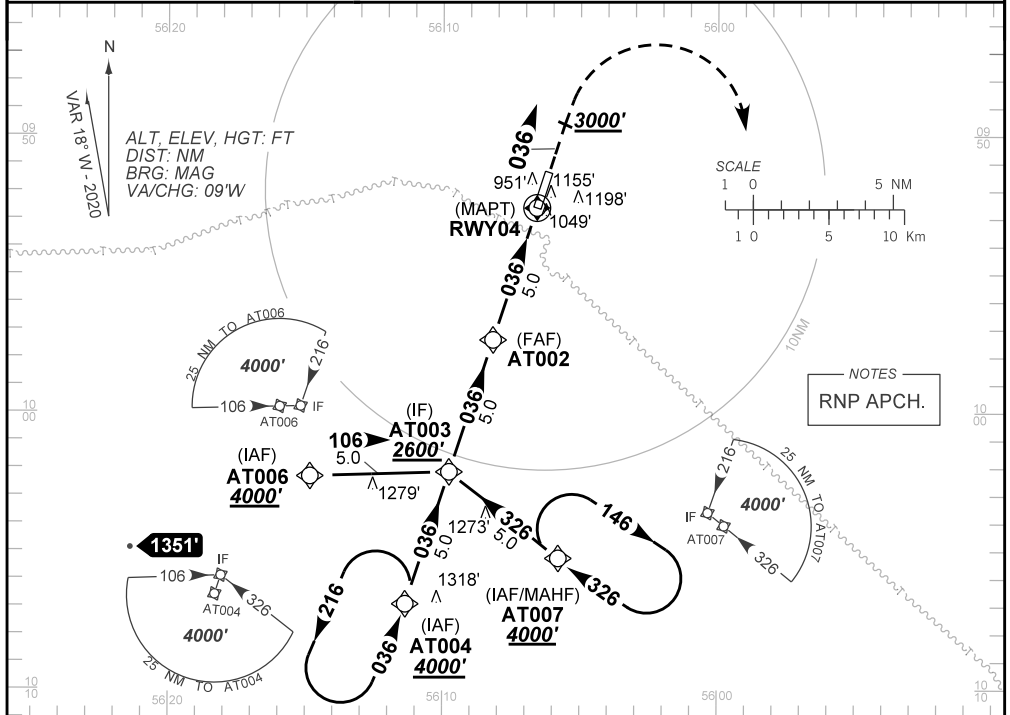 56 20
56 10
56 00
N
VAR 18° W - 2020
ALT, ELEV, HGT: FT
DIST: NM
BRG: MAG
VA/CHG: 09'W
09
50
09
50
036
3000'
951'
1155'
1198'
1049'
(MAPT)
RWY04
SCALE
1 0 5 NM
1 0 5 10 Km
036
5.0
10NM
(FAF)
AT002
25 NM TO AT006
4000'
216
106
IF
AT006
NOTES
RNP APCH.
10
00
10
00
036
5.0
(IF)
AT003
2600'
106
5.0
(IAF)
AT006
4000'
1279'
1273'
326
5.0
146
326
(IAF/MAHF)
AT007
4000'
216
25 NM TO AT007
4000'
IF
AT007
326
1351'
IF
106
326
AT004
4000'
25 NM TO AT004
036
5.0
1318'
216
036
(IAF)
AT004
4000'
10
10
10
10
56 20
56 10
56 00